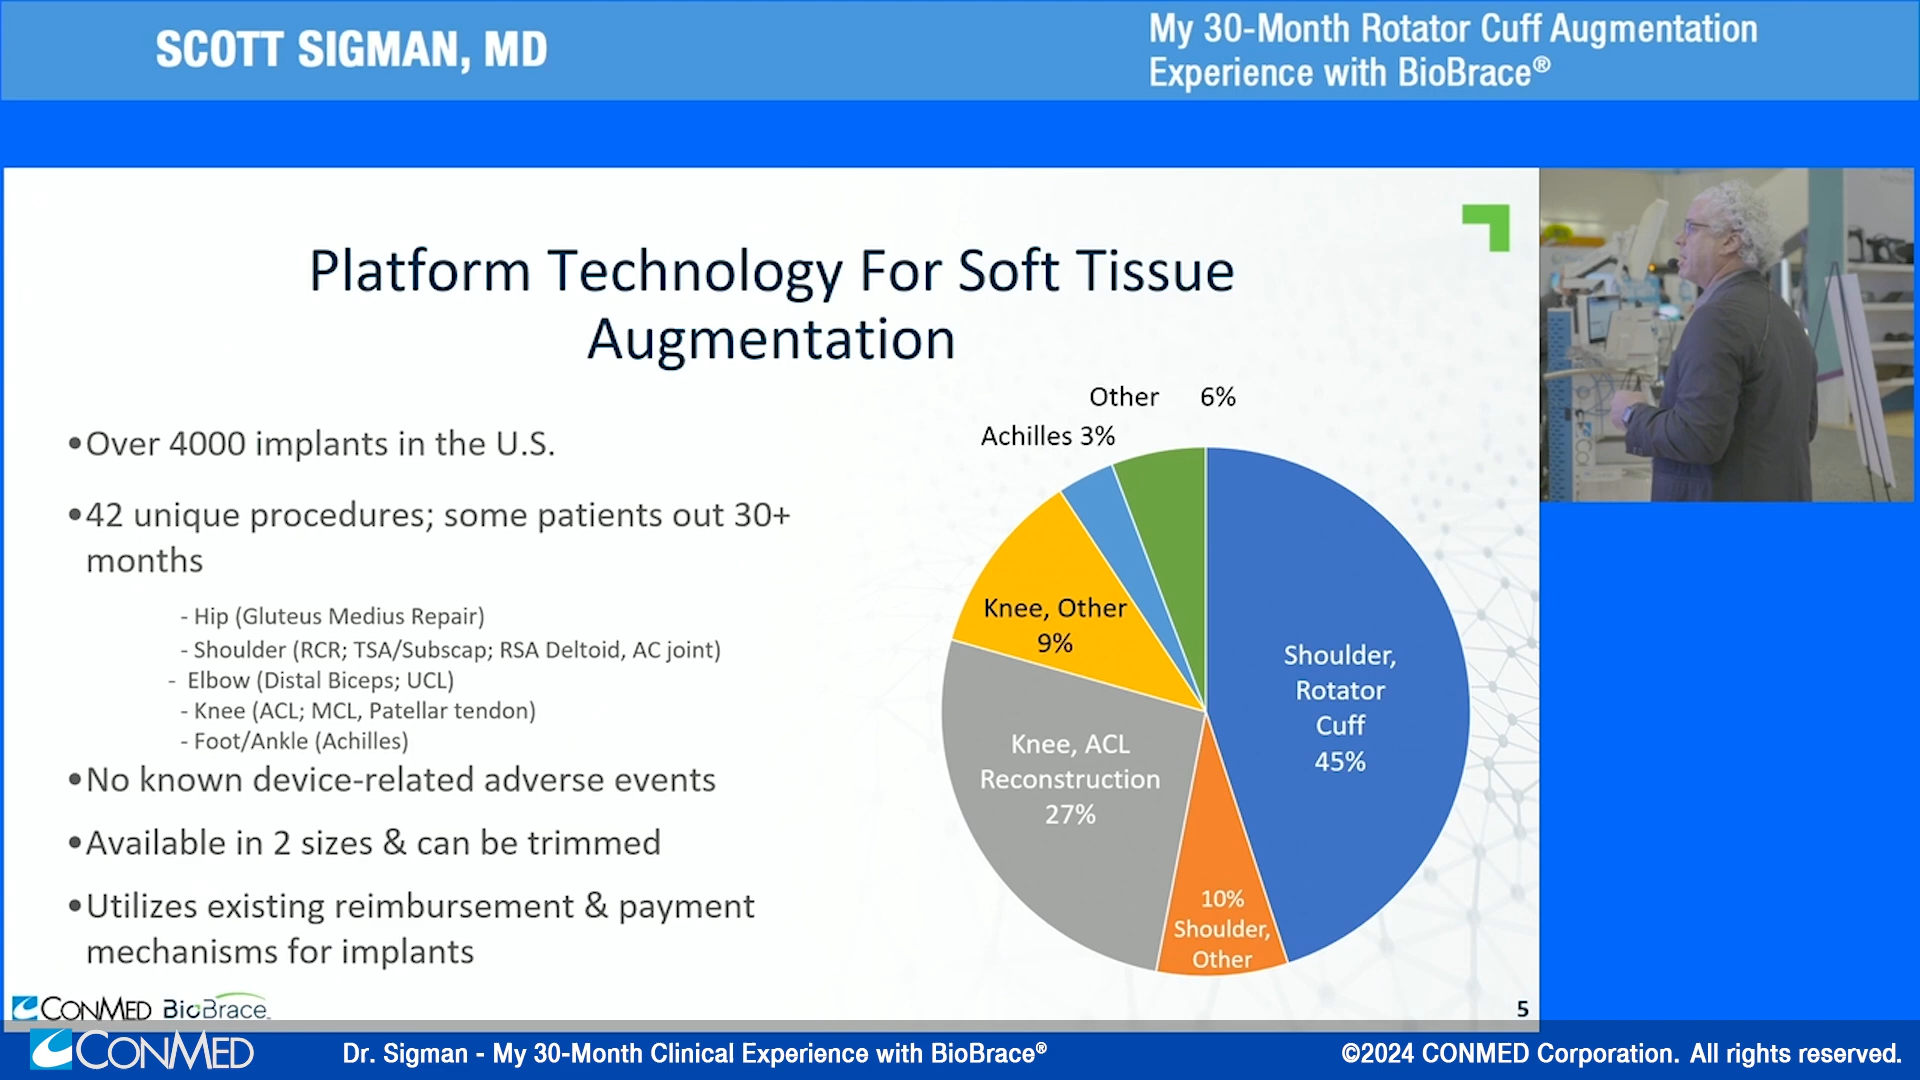 SCOTT SIGMAN, MD
My 30-Month Rotator Cuff Augmentation
Experience with BioBrace®
Platform Technology For Soft Tissue
Augmentation
•Over 4000 implants in the U.S.
•42 unique procedures; some patients out 30+
months
- Hip (Gluteus Medius Repair)
- Shoulder (RCR; TSA/Subscap; RSA Deltoid, AC joint)
- Elbow (Distal Biceps; UCL)
- Knee (ACL; MCL, Patellar tendon)
- Foot/Ankle (Achilles)
•No known device-related adverse events
•Available in 2 sizes & can be trimmed
•Utilizes existing reimbursement & payment
mechanisms for implants
Other 6%
Achilles 3%
Knee, Other
9%
Shoulder,
Rotator
Cuff
45%
Knee, ACL
Reconstruction
27%
10%
Shoulder,
Other
CONMED BioBrace™
5
CONMED
Dr. Sigman - My 30-Month Clinical Experience with BioBrace®
©2024 CONMED Corporation. All rights reserved.